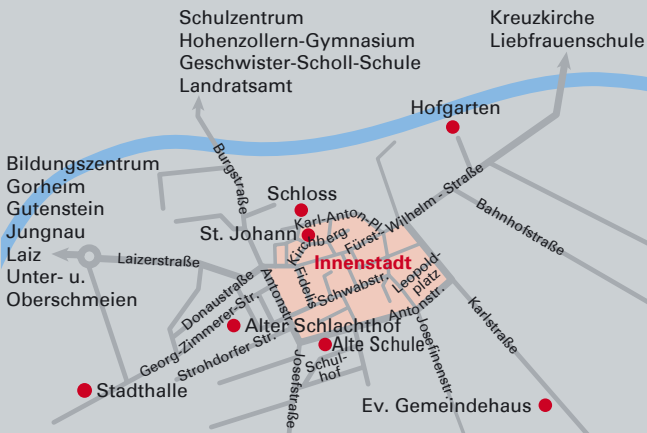 Schulzentrum
Hohenzollern-Gymnasium
Geschwister-Scholl-Schule
Landratsamt
Kreuzkirche
Liebfrauenschule
Hofgarten
Bildungszentrum
Gorheim
Gutenstein
Jungnau
Laiz
Unter- u.
Oberschmeien
Burgstraße
Schloss
St. Johann
Karl-Anton-Pl.
Fürst-Wilhelm-Straße
Bahnhofstraße
Kirchberg
Innenstadt
Laizerstraße
Fidelis
Antonstr.
Schwabstr.
Leopold-
platz
Antonstr.
Karlstraße
Donaustraße
Georg-Zimmerer-Str.
Alter Schlachthof
Strohdorfer Str.
Alte Schule
Schul-
hof
Josefstraße
Josefinenstr.
Stadthalle
Ev. Gemeindehaus